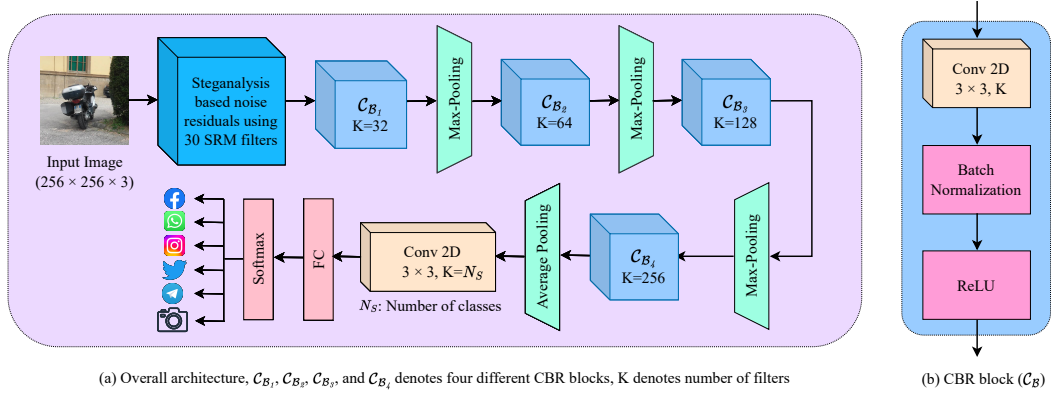 Input Image
(256 × 256 × 3)
Steganalysis
based noise
residuals using
30 SRM filters
𝒞ℬ₁
K=32
Max-Pooling
𝒞ℬ₂
K=64
Max-Pooling
𝒞ℬ₃
K=128
Max-Pooling
𝒞ℬ₄
K=256
Average Pooling
Conv 2D
3 × 3, K=N_S
N_S: Number of classes
FC
Softmax
(a) Overall architecture, 𝒞ℬ₁, 𝒞ℬ₂, 𝒞ℬ₃, and 𝒞ℬ₄ denotes four different CBR blocks, K denotes number of filters
Conv 2D
3 × 3, K
Batch
Normalization
ReLU
(b) CBR block (𝒞ℬ)